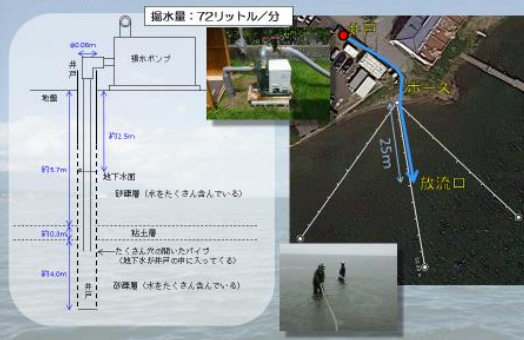 揚水量：72リットル／分
φ0.06m
井戸
揚水ポンプ
地盤
約2.5m
約5.7m
地下水面
砂礫層（水をたくさん含んでいる）
約0.3m
粘土層
たくさん穴の開いたパイプ
（地下水が井戸の中に入ってくる）
約4.0m
井戸
砂礫層（水をたくさん含んでいる）
井戸
ホース
25m
放流口